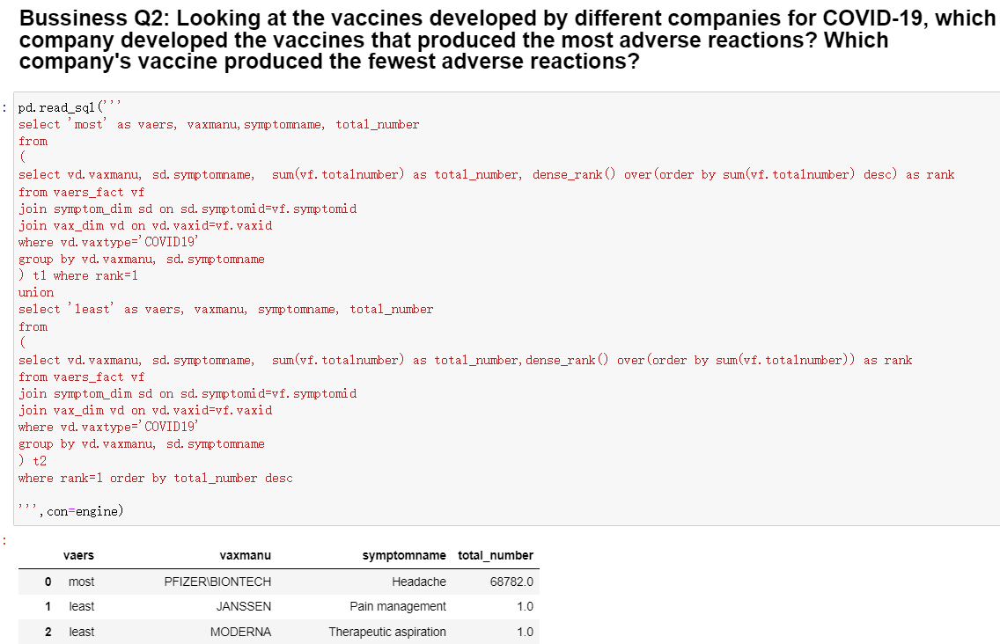 Bussiness Q2: Looking at the vaccines developed by different companies for COVID-19, which
company developed the vaccines that produced the most adverse reactions? Which
company's vaccine produced the fewest adverse reactions?
: pd.read_sql('''
select 'most' as vaers, vaxmanu,symptomname, total_number
from
(
select vd.vaxmanu, sd.symptomname, sum(vf.totalnumber) as total_number, dense_rank() over(order by sum(vf.totalnumber) desc) as rank
from vaers_fact vf
join symptom_dim sd on sd.symptomid=vf.symptomid
join vax_dim vd on vd.vaxid=vf.vaxid
where vd.vaxtype='COVID19'
group by vd.vaxmanu, sd.symptomname
) t1 where rank=1
union
select 'least' as vaers, vaxmanu, symptomname, total_number
from
(
select vd.vaxmanu, sd.symptomname, sum(vf.totalnumber) as total_number,dense_rank() over(order by sum(vf.totalnumber)) as rank
from vaers_fact vf
join symptom_dim sd on sd.symptomid=vf.symptomid
join vax_dim vd on vd.vaxid=vf.vaxid
where vd.vaxtype='COVID19'
group by vd.vaxmanu, sd.symptomname
) t2
where rank=1 order by total_number desc
''',con=engine)
:
vaers vaxmanu symptomname total_number
0 most PFIZER\BIONTECH Headache 68782.0
1 least JANSSEN Pain management 1.0
2 least MODERNA Therapeutic aspiration 1.0